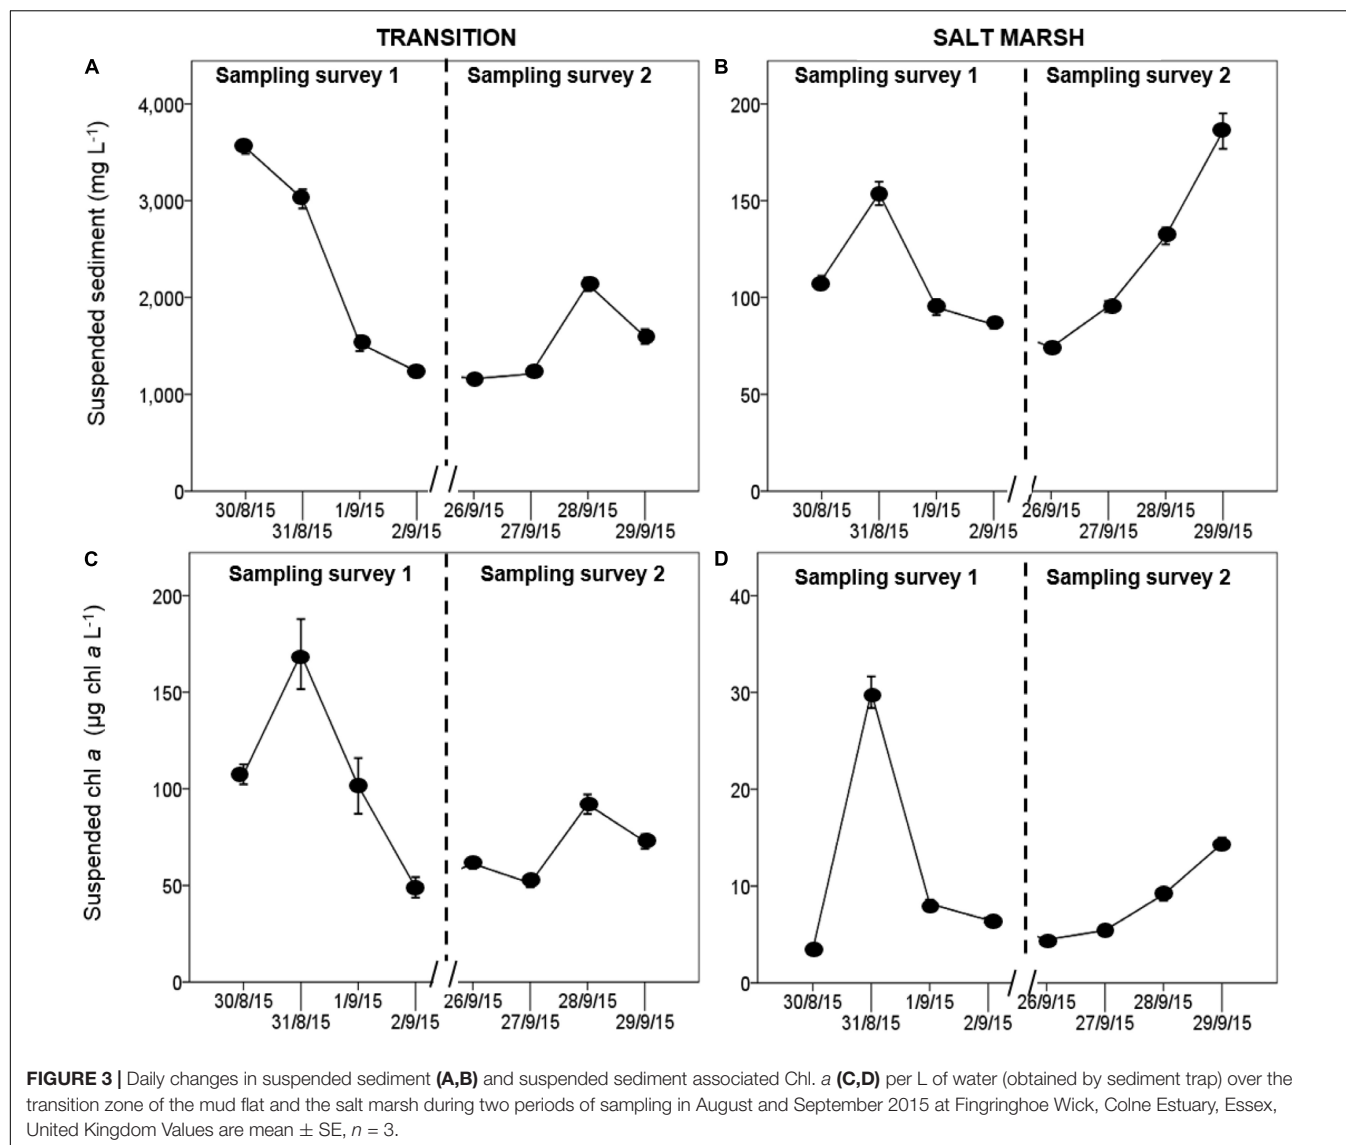 TRANSITION
SALT MARSH
A
Sampling survey 1
Sampling survey 2
Suspended sediment (mg L-1)
4,000
3,000
2,000
1,000
0
30/8/15
31/8/15
1/9/15
2/9/15
26/9/15
27/9/15
28/9/15
29/9/15
B
Sampling survey 1
Sampling survey 2
200
150
100
50
0
30/8/15
31/8/15
1/9/15
2/9/15
26/9/15
27/9/15
28/9/15
29/9/15
C
Sampling survey 1
Sampling survey 2
Suspended chl a (µg chl a L-1)
200
150
100
50
0
30/8/15
31/8/15
1/9/15
2/9/15
26/9/15
27/9/15
28/9/15
29/9/15
D
Sampling survey 1
Sampling survey 2
40
30
20
10
0
30/8/15
31/8/15
1/9/15
2/9/15
26/9/15
27/9/15
28/9/15
29/9/15
FIGURE 3 | Daily changes in suspended sediment (A,B) and suspended sediment associated Chl. a (C,D) per L of water (obtained by sediment trap) over the
transition zone of the mud flat and the salt marsh during two periods of sampling in August and September 2015 at Fingringhoe Wick, Colne Estuary, Essex,
United Kingdom Values are mean ± SE, n = 3.